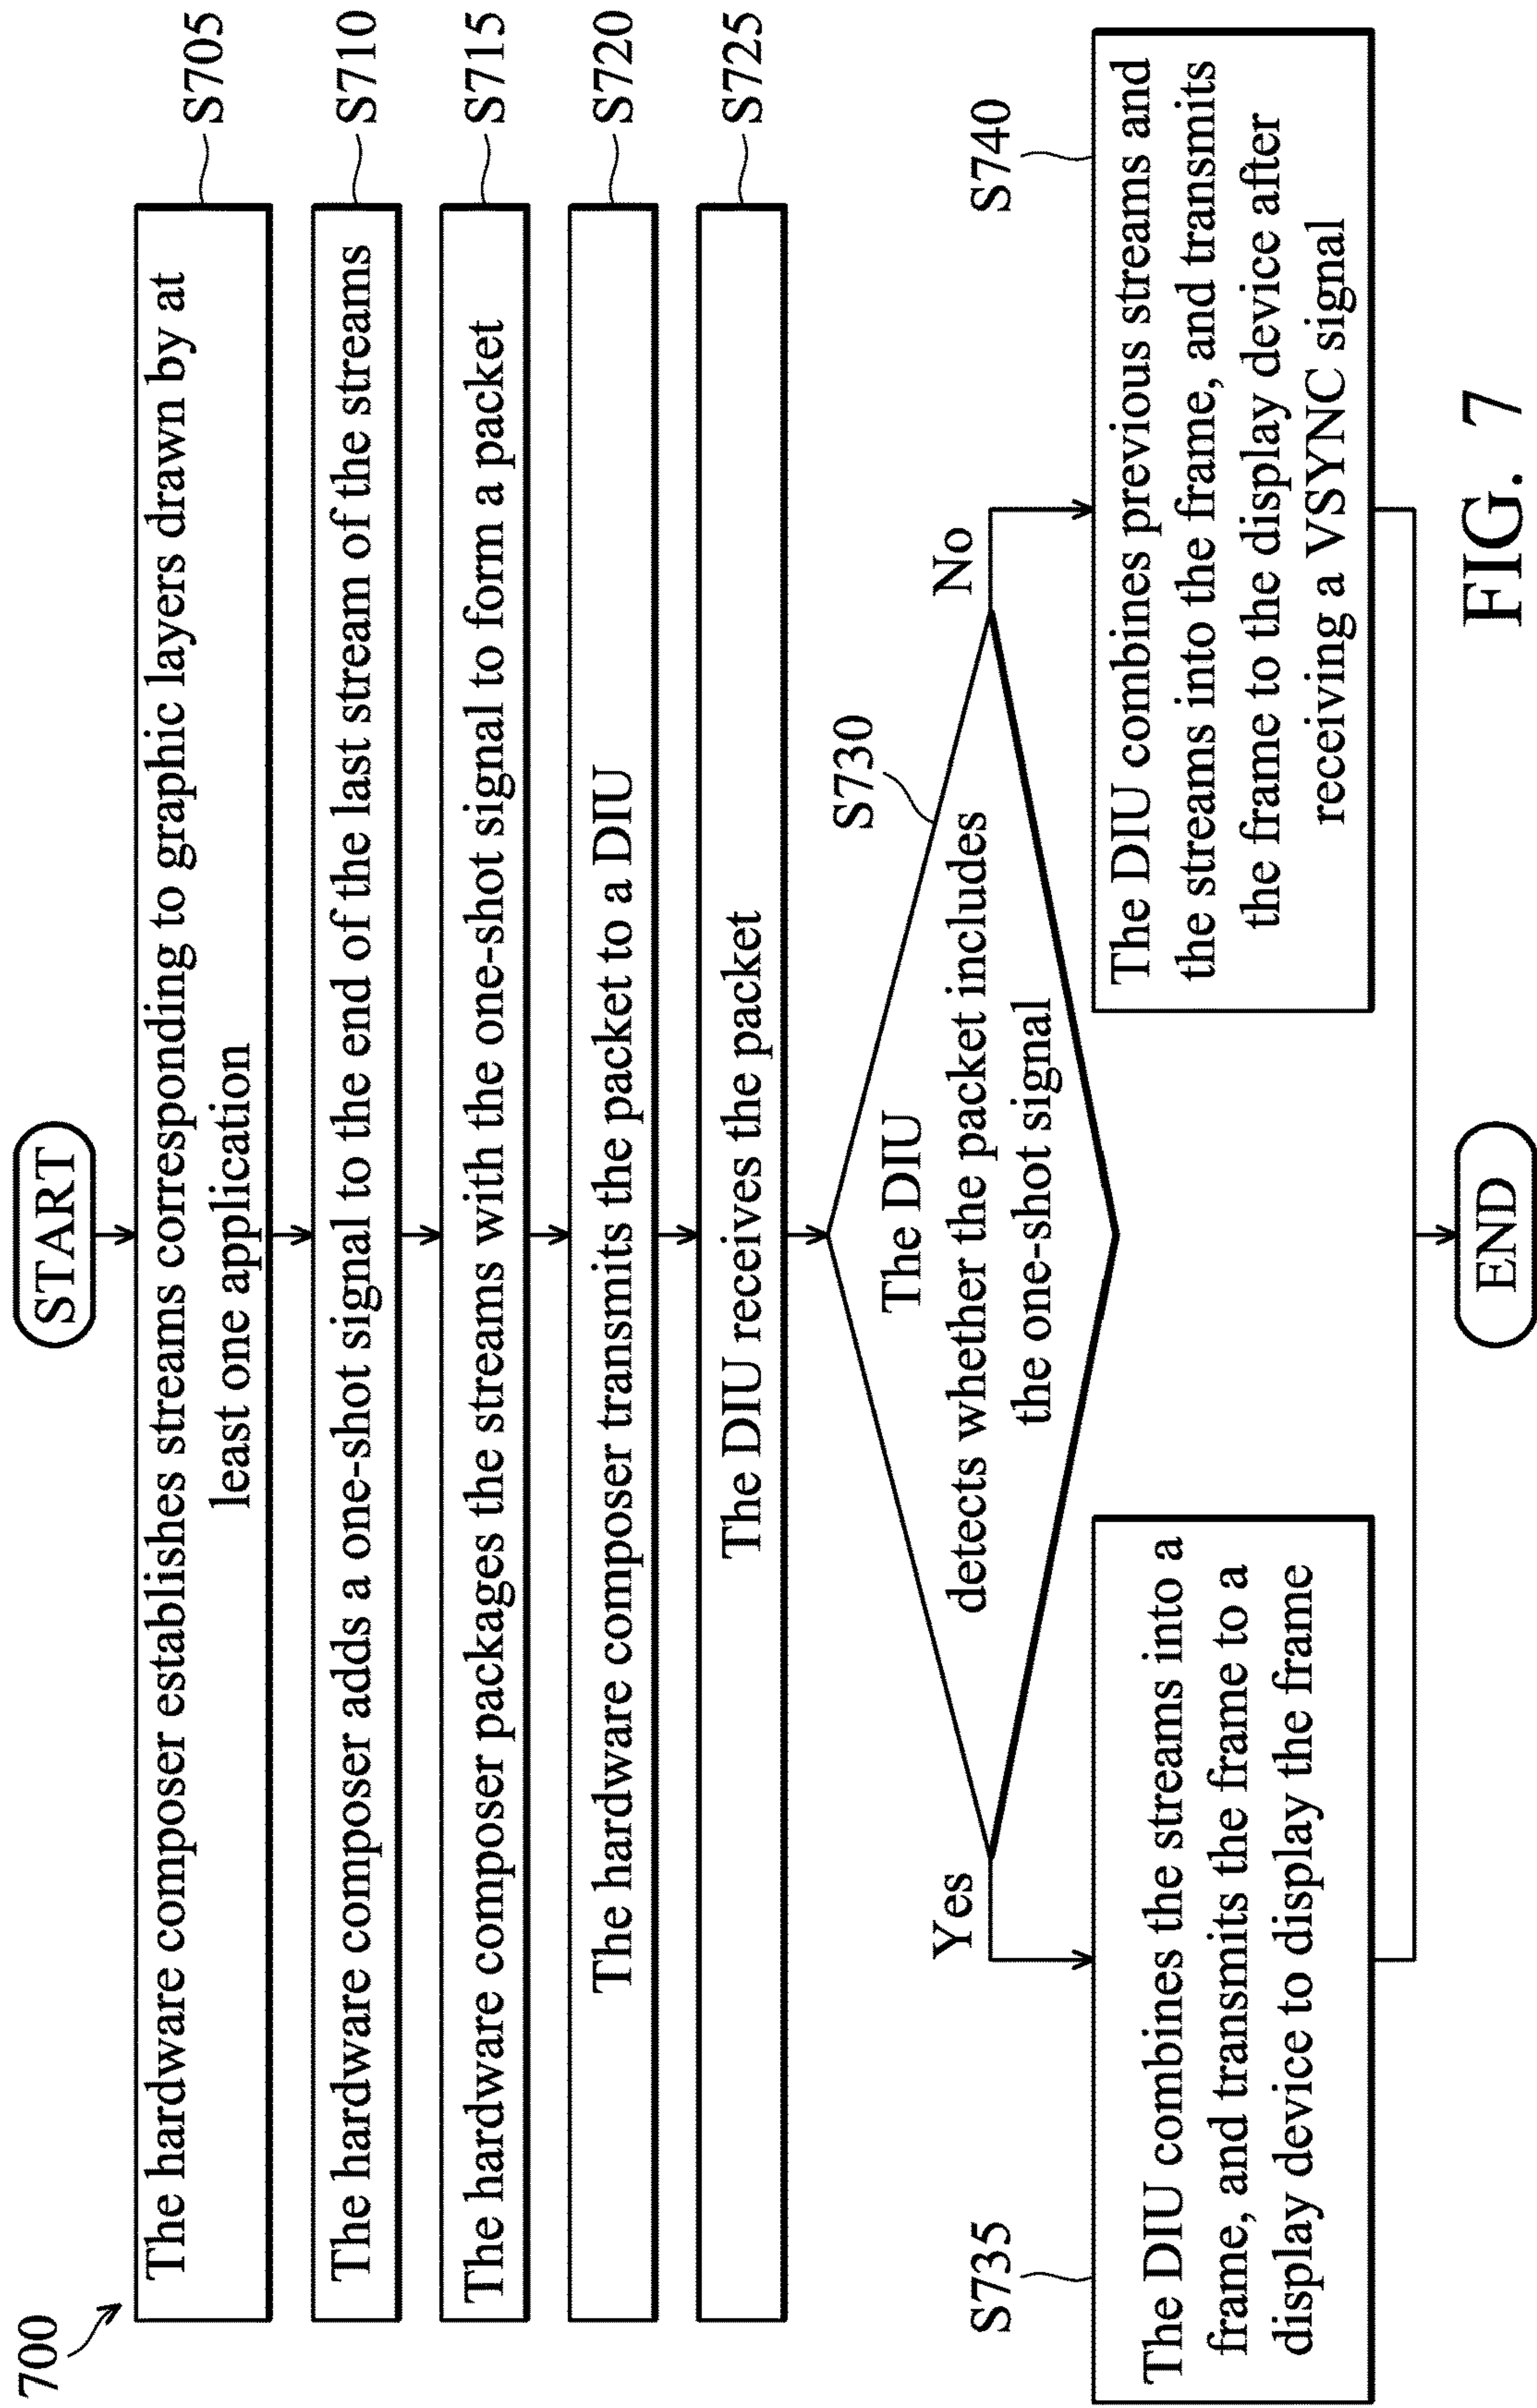 700
START
The hardware composer establishes streams corresponding to graphic layers drawn by at
least one application
S705
The hardware composer adds a one-shot signal to the end of the last stream of the streams
S710
The hardware composer packages the streams with the one-shot signal to form a packet
S715
The hardware composer transmits the packet to a DIU
S720
The DIU receives the packet
S725
The DIU
detects whether the packet includes
the one-shot signal
S730
Yes
No
S735
The DIU combines the streams into a
frame, and transmits the frame to a
display device to display the frame
S740
The DIU combines previous streams and
the streams into the frame, and transmits
the frame to the display device after
receiving a VSYNC signal
END
FIG. 7